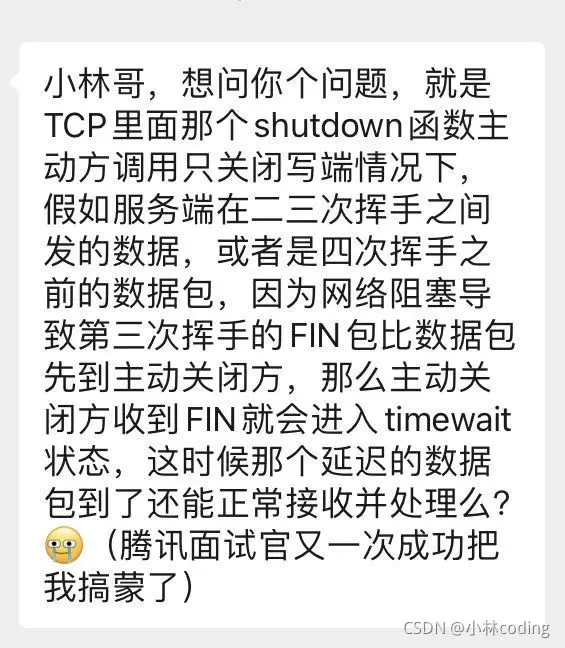 小林哥，想问你个问题，就是
TCP里面那个shutdown函数主
动方调用只关闭写端情况下，
假如服务端在二三次挥手之间
发的数据，或者是四次挥手之
前的数据包，因为网络阻塞导
致第三次挥手的FIN包比数据包
先到主动关闭方，那么主动关
闭方收到FIN就会进入timewait
状态，这时候那个延迟的数据
包到了还能正常接收并处理么?
（腾讯面试官又一次成功把
我搞蒙了）
CSDN @小林coding